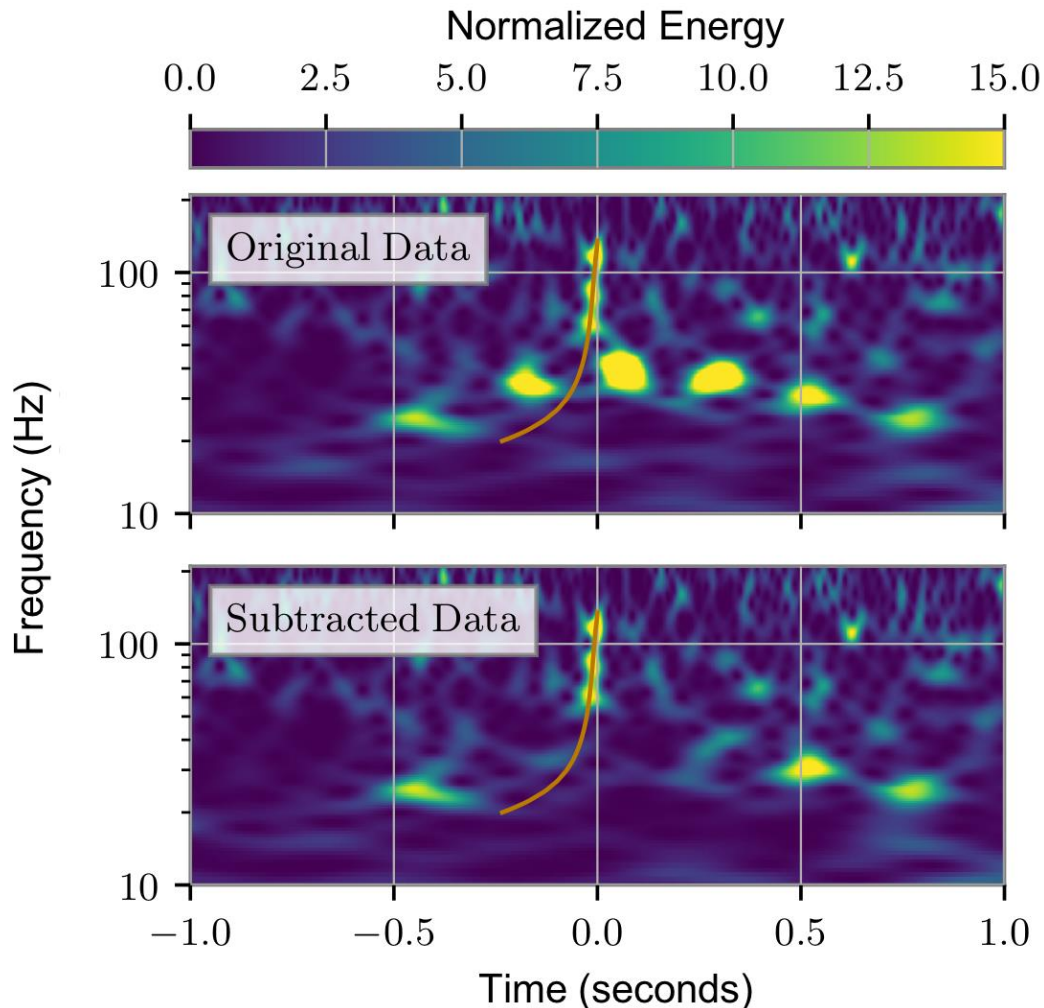 Normalized Energy
0.0 2.5 5.0 7.5 10.0 12.5 15.0
Original Data
100
10
Frequency (Hz)
Subtracted Data
100
10
−1.0 −0.5 0.0 0.5 1.0
Time (seconds)